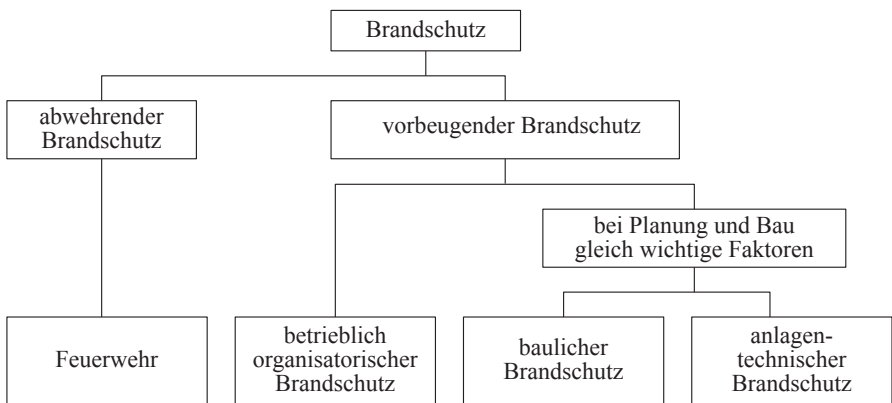 Brandschutz
abwehrender
Brandschutz
vorbeugender Brandschutz
bei Planung und Bau
gleich wichtige Faktoren
Feuerwehr
betrieblich
organisatorischer
Brandschutz
baulicher
Brandschutz
anlagen-
technischer
Brandschutz